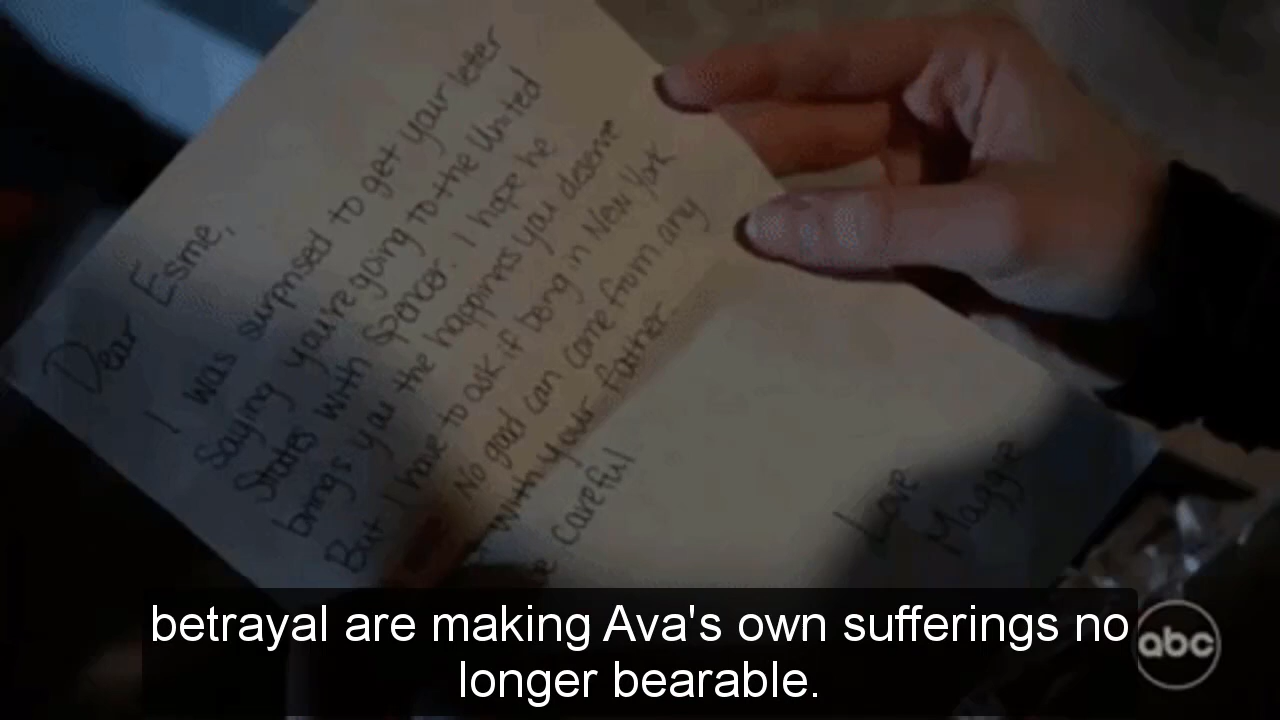 Dear Esme,
I was surprised to get your letter
Saying you're going to the United
States with Spencer. I hope he
brings you the happiness you deserve
But I have to ask if being in New York
No good can come from any
with your father
careful
Love
Maggie
betrayal are making Ava's own sufferings no
longer bearable.
abc